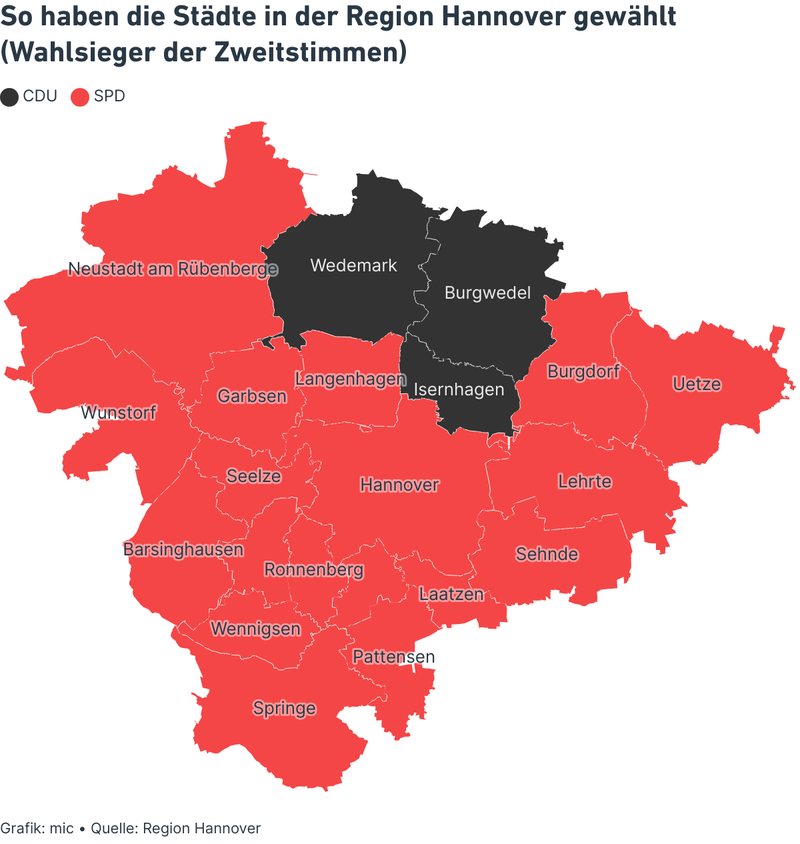 So haben die Städte in der Region Hannover gewählt
(Wahlsieger der Zweitstimmen)
CDU SPD
Wedemark
Neustadt am Rübenberge
Burgwedel
Burgdorf
Langenhagen
Uetze
Isernhagen
Garbsen
Wunstorf
Seelze
Lehrte
Hannover
Barsinghausen
Sehnde
Ronnenberg
Laatzen
Wennigsen
Pattensen
Springe
Grafik: mic • Quelle: Region Hannover